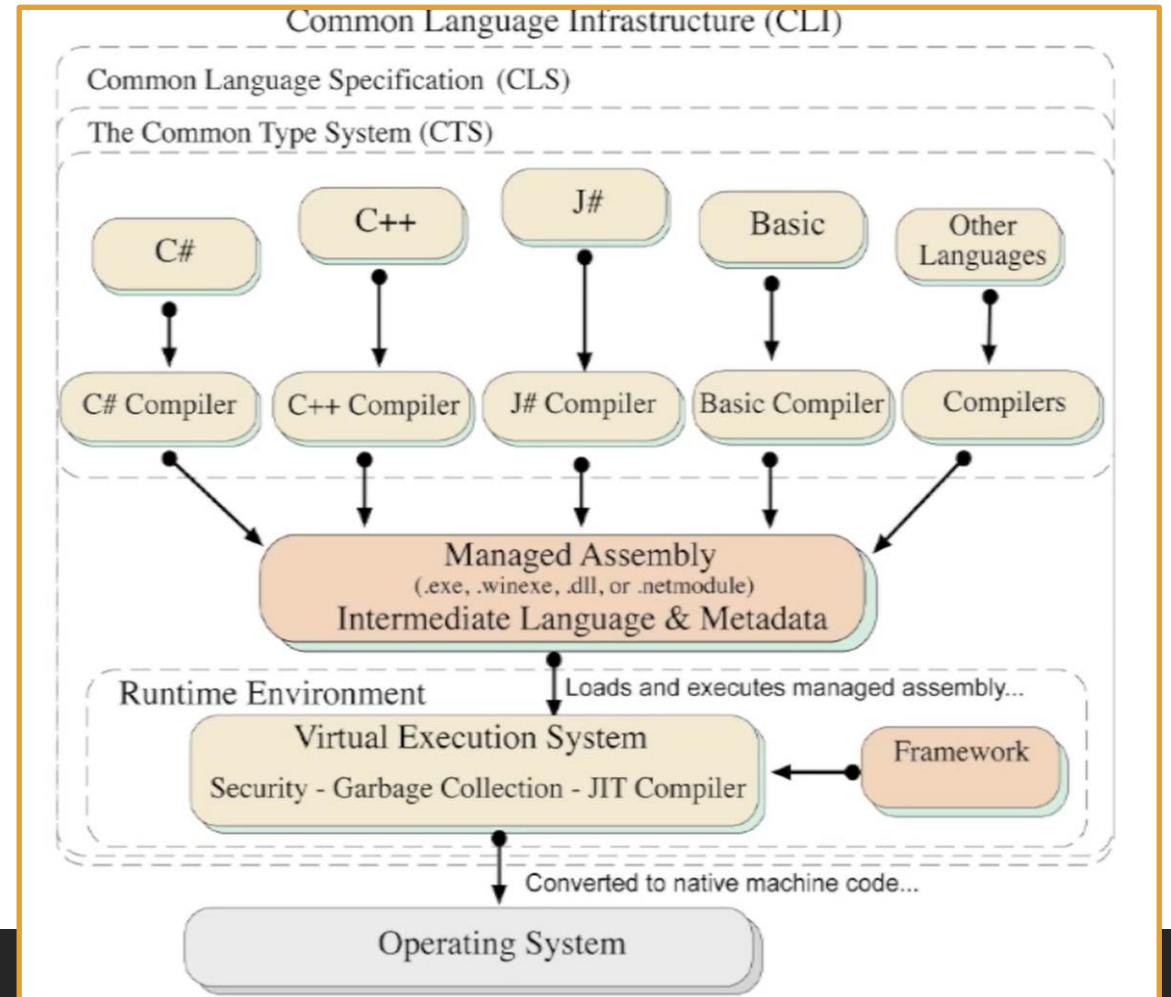 Common Language Infrastructure (CLI)
Common Language Specification (CLS)
The Common Type System (CTS)
C#
C++
J#
Basic
Other
Languages
C# Compiler
C++ Compiler
J# Compiler
Basic Compiler
Compilers
Managed Assembly
(.exe, .winexe, .dll, or .netmodule)
Intermediate Language & Metadata
Loads and executes managed assembly...
Runtime Environment
Virtual Execution System
Security - Garbage Collection - JIT Compiler
Framework
Converted to native machine code...
Operating System